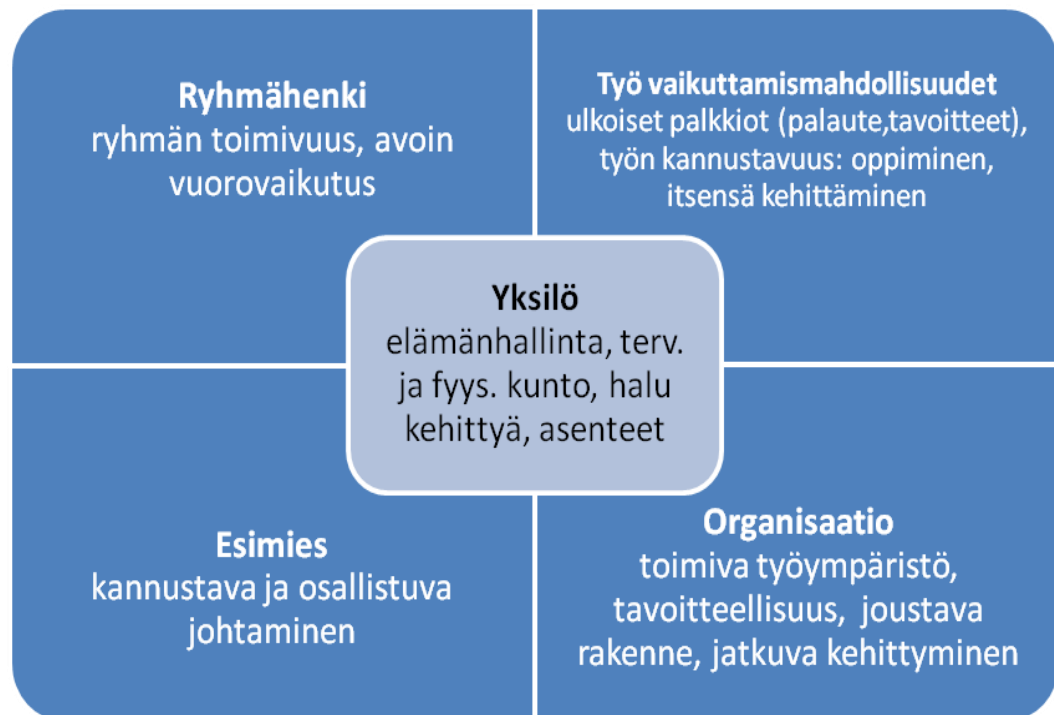 Ryhmähenki
ryhmän toimivuus, avoin
vuorovaikutus
Työ vaikuttamismahdollisuudet
ulkoiset palkkiot (palaute,tavoitteet),
työn kannustavuus: oppiminen,
itsensä kehittäminen
Yksilö
elämänhallinta, terv.
ja fyys. kunto, halu
kehittyä, asenteet
Esimies
kannustava ja osallistuva
johtaminen
Organisaatio
toimiva työympäristö,
tavoitteellisuus, joustava
rakenne, jatkuva kehittyminen